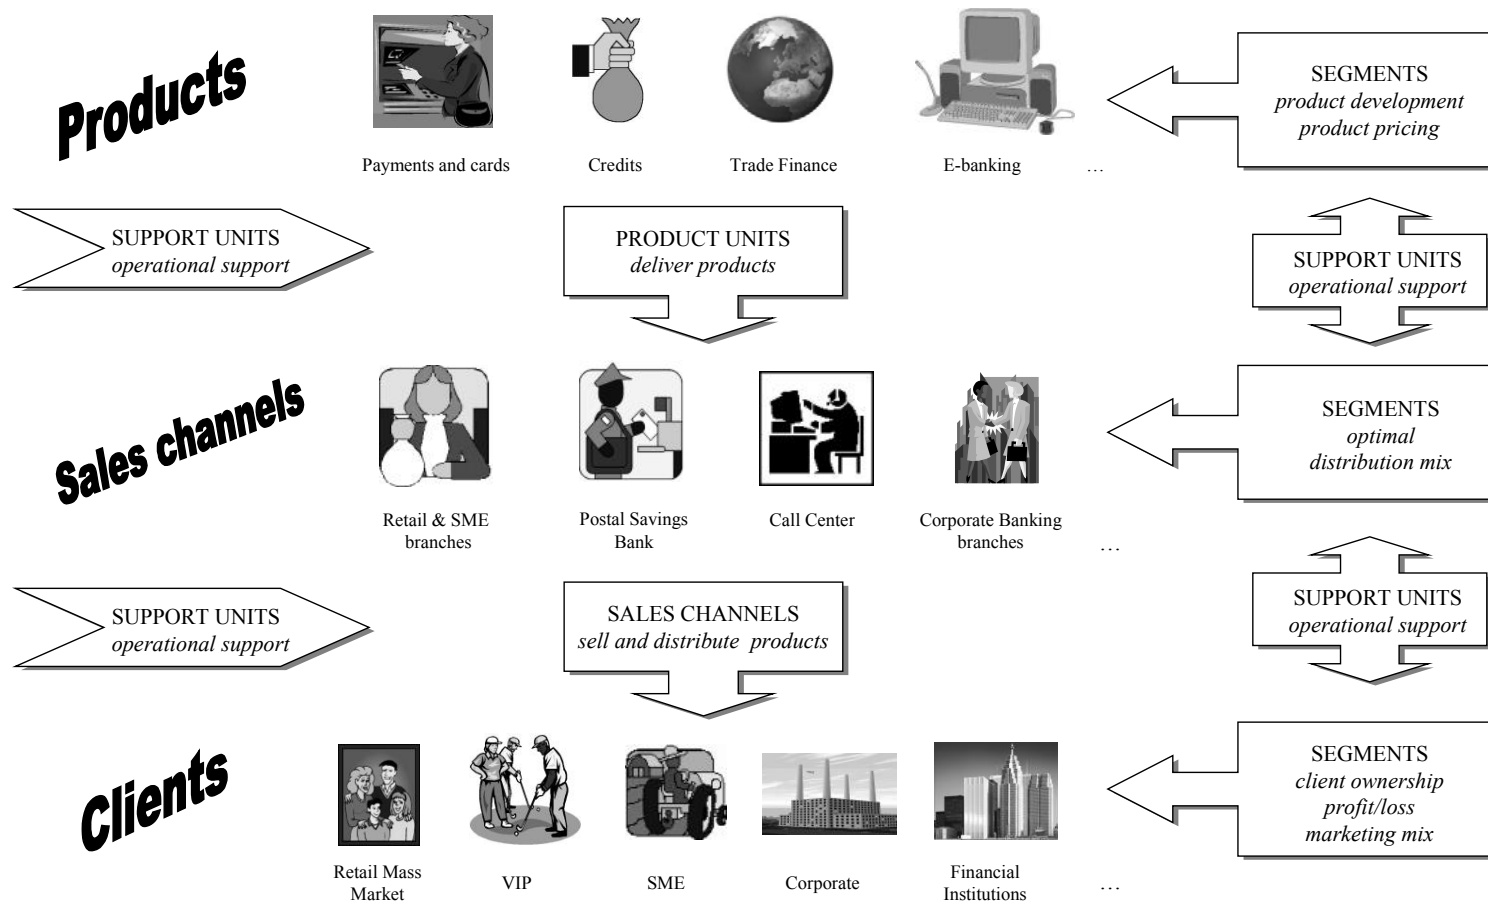 Products
Payments and cards
Credits
Trade Finance
E-banking
…
SEGMENTS
product development
product pricing
SUPPORT UNITS
operational support
PRODUCT UNITS
deliver products
SUPPORT UNITS
operational support
Sales channels
Retail & SME
branches
Postal Savings
Bank
Call Center
Corporate Banking
branches
…
SEGMENTS
optimal
distribution mix
SUPPORT UNITS
operational support
SALES CHANNELS
sell and distribute products
SUPPORT UNITS
operational support
Clients
Retail Mass
Market
VIP
SME
Corporate
Financial
Institutions
…
SEGMENTS
client ownership
profit/loss
marketing mix